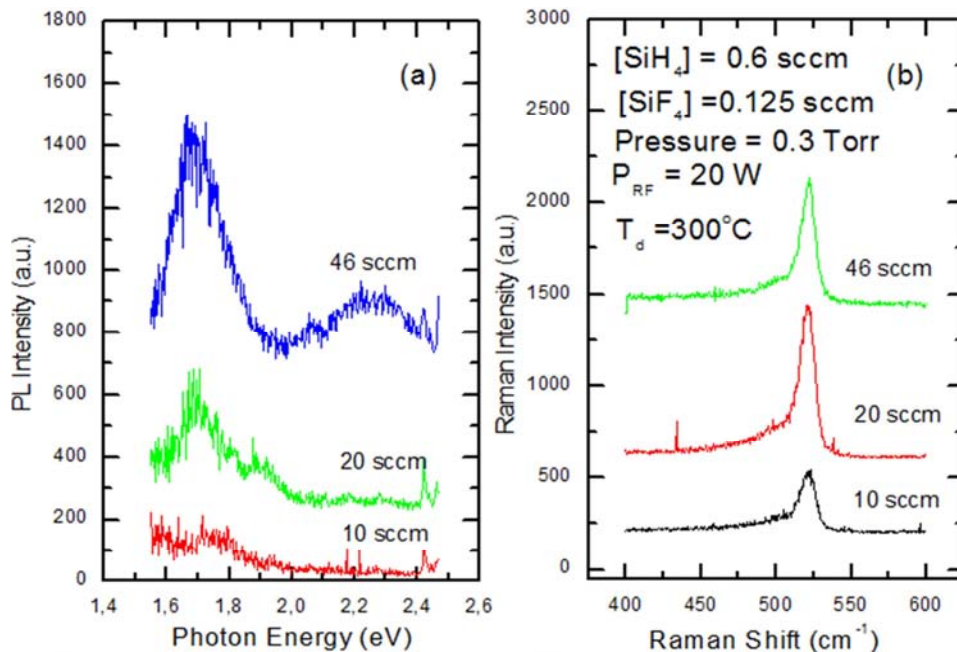 PL Intensity (a.u.)
1800
1600
1400
1200
1000
800
600
400
200
0
(a)
46 sccm
20 sccm
10 sccm
1,4
1,6
1,8
2,0
2,2
2,4
2,6
Photon Energy (eV)
Raman Intensity (a.u.)
3000
2500
2000
1500
1000
500
0
[SiH4] = 0.6 sccm
(b)
[SiF4] =0.125 sccm
Pressure = 0.3 Torr
PRF = 20 W
Td =300°C
46 sccm
20 sccm
10 sccm
400
450
500
550
600
Raman Shift (cm⁻¹)